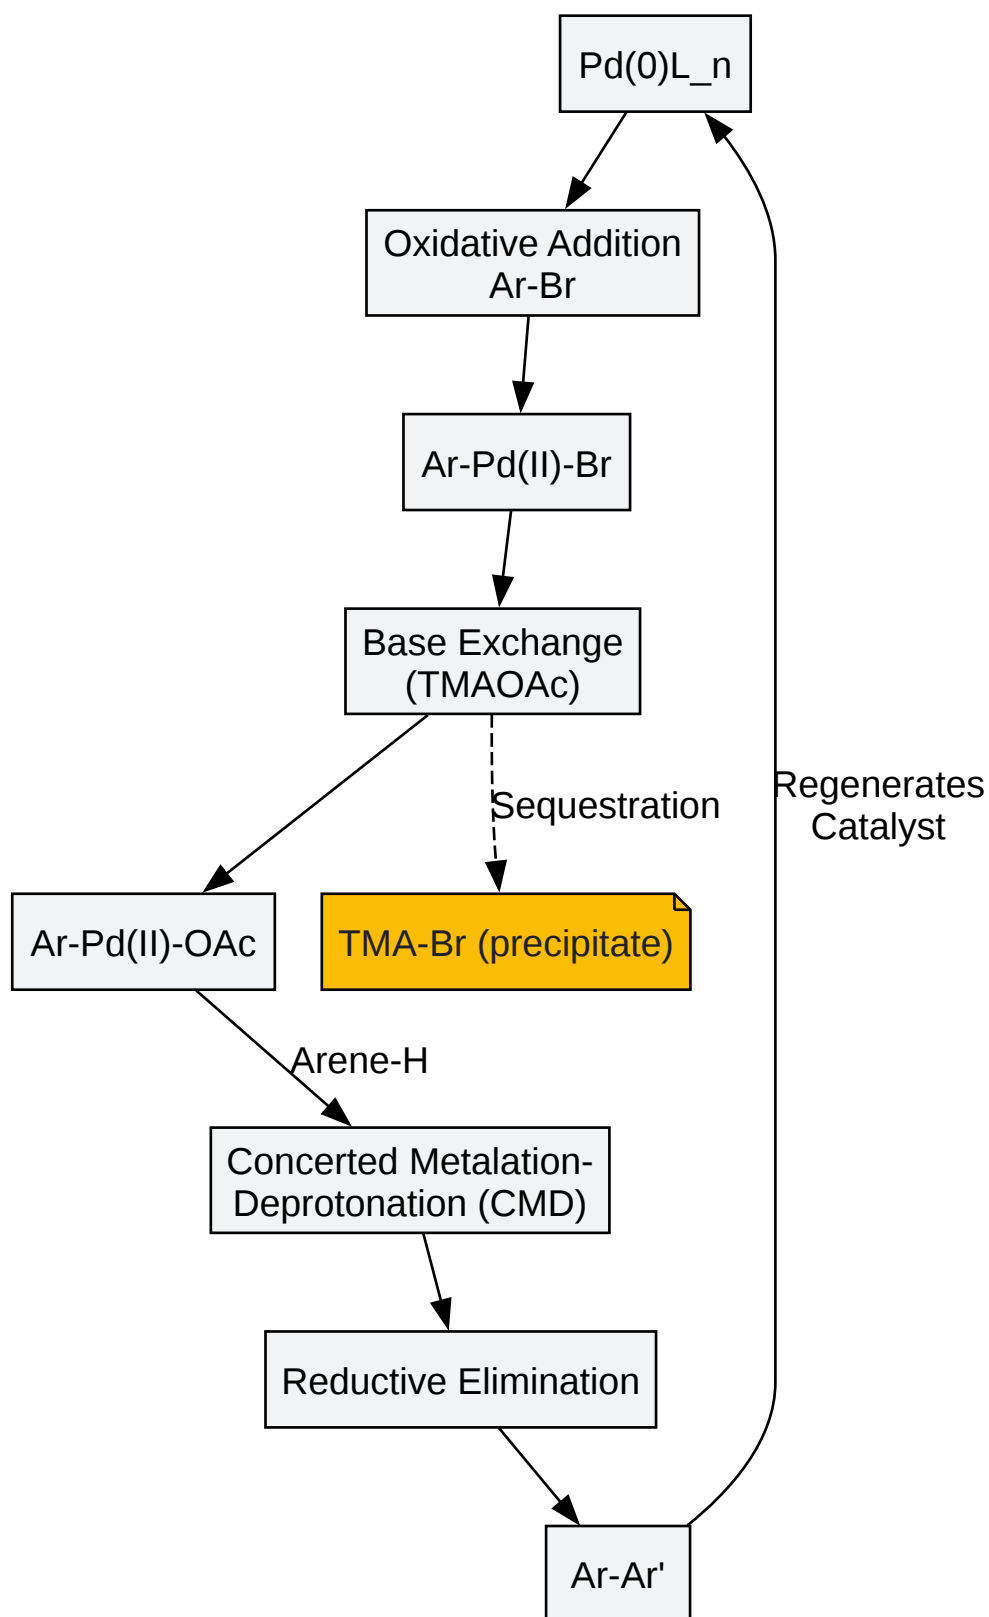 Pd(0)L_n
Oxidative Addition
Ar-Br
Ar-Pd(II)-Br
Base Exchange
(TMAOAc)
Sequestration
Regenerates
Catalyst
Ar-Pd(II)-OAc
TMA-Br (precipitate)
Arene-H
Concerted Metalation-
Deprotonation (CMD)
Reductive Elimination
Ar-Ar'